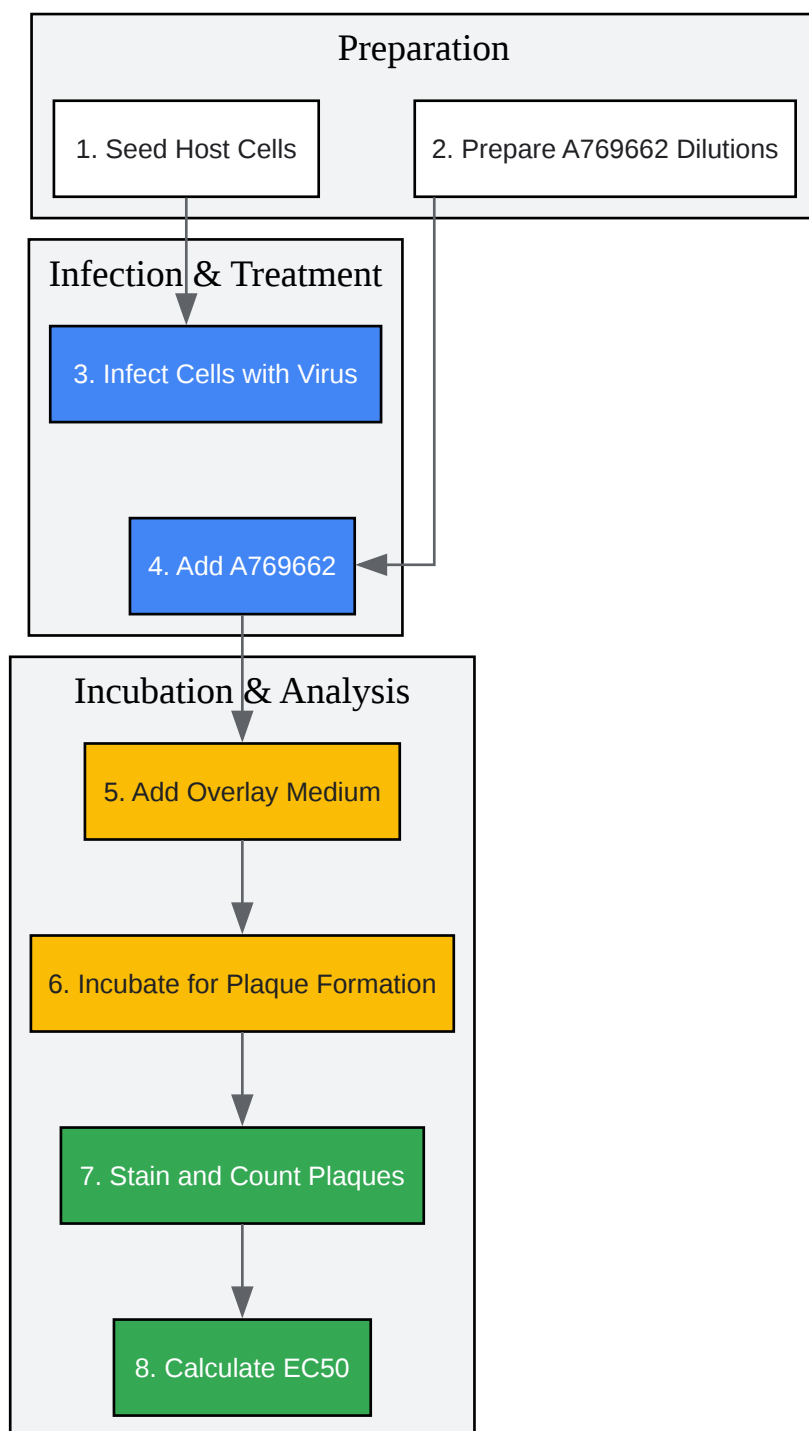 Preparation
1. Seed Host Cells
2. Prepare A769662 Dilutions
Infection & Treatment
3. Infect Cells with Virus
4. Add A769662
Incubation & Analysis
5. Add Overlay Medium
6. Incubate for Plaque Formation
7. Stain and Count Plaques
8. Calculate EC50